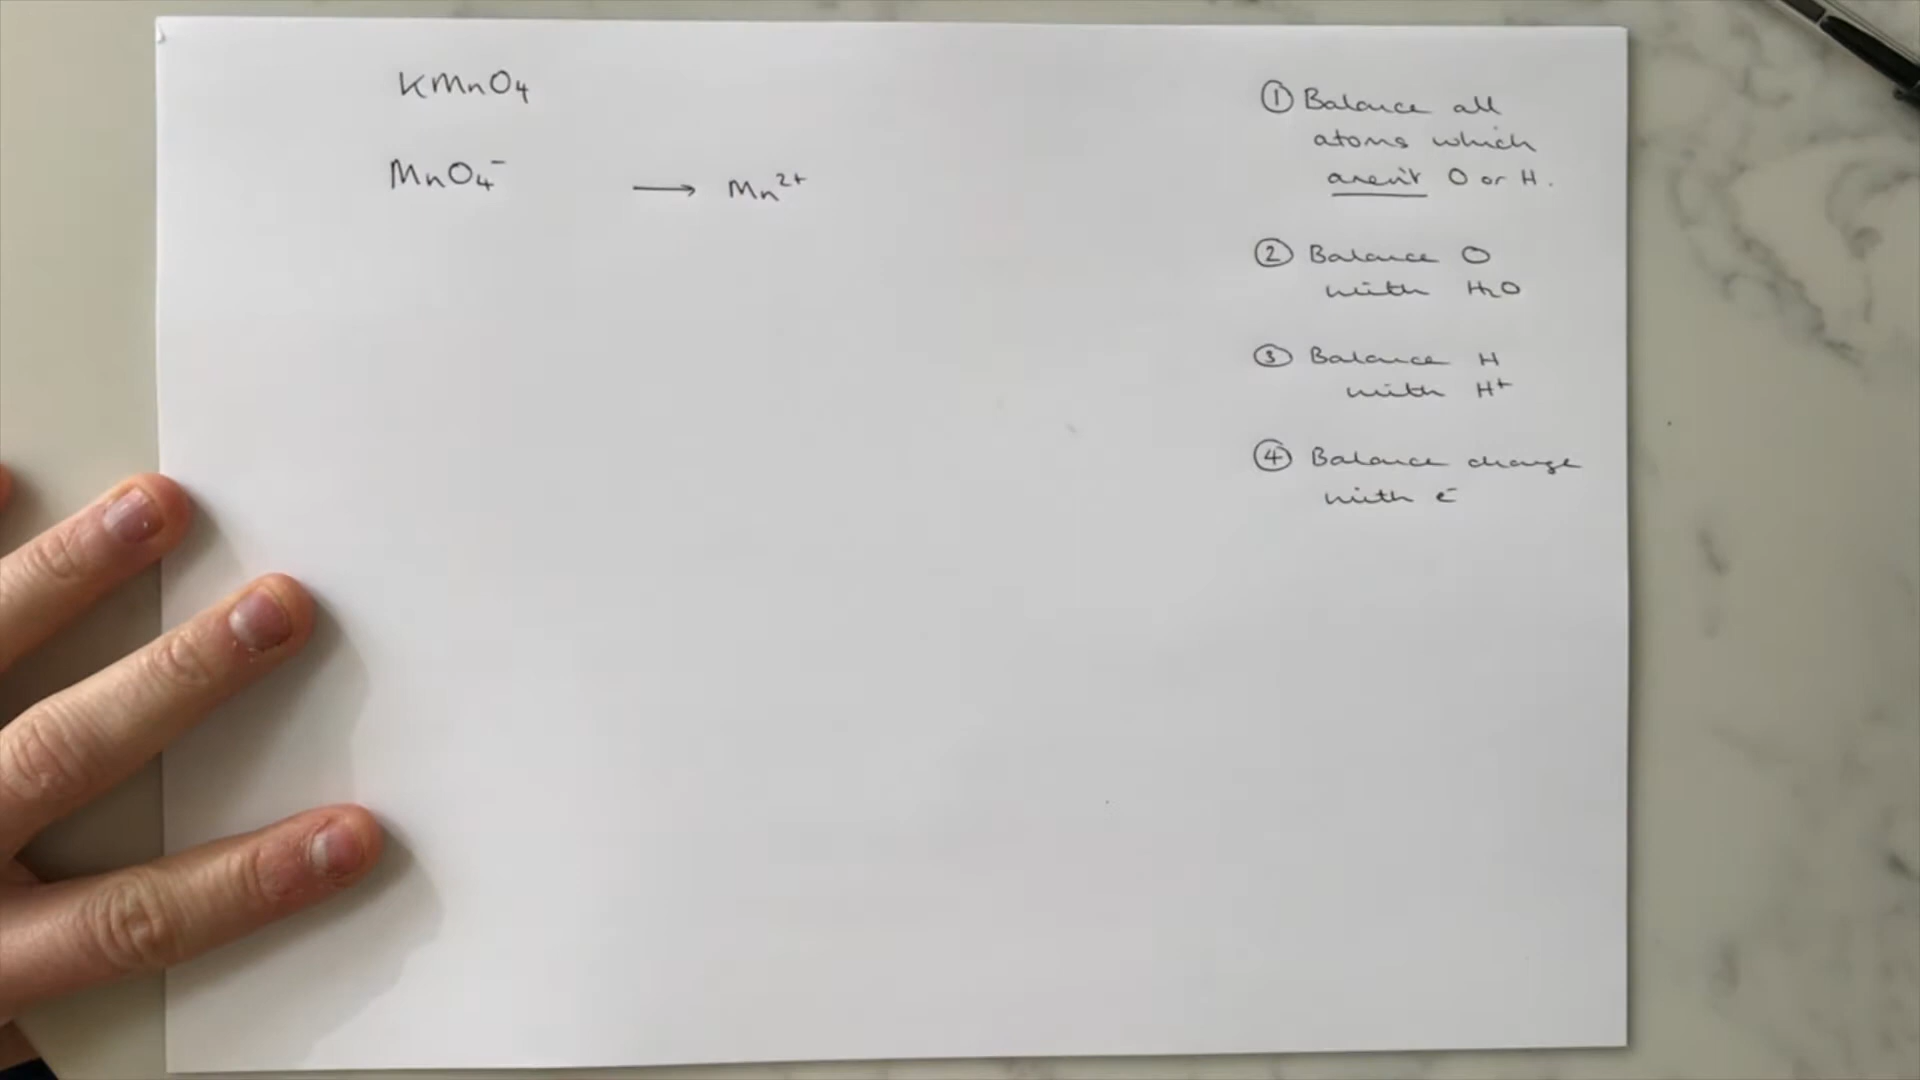 KMnO₄
MnO₄⁻ → Mn²⁺
① Balance all
atoms which
aren't O or H.
② Balance O
with H₂O
③ Balance H
with H⁺
④ Balance charge
with e⁻